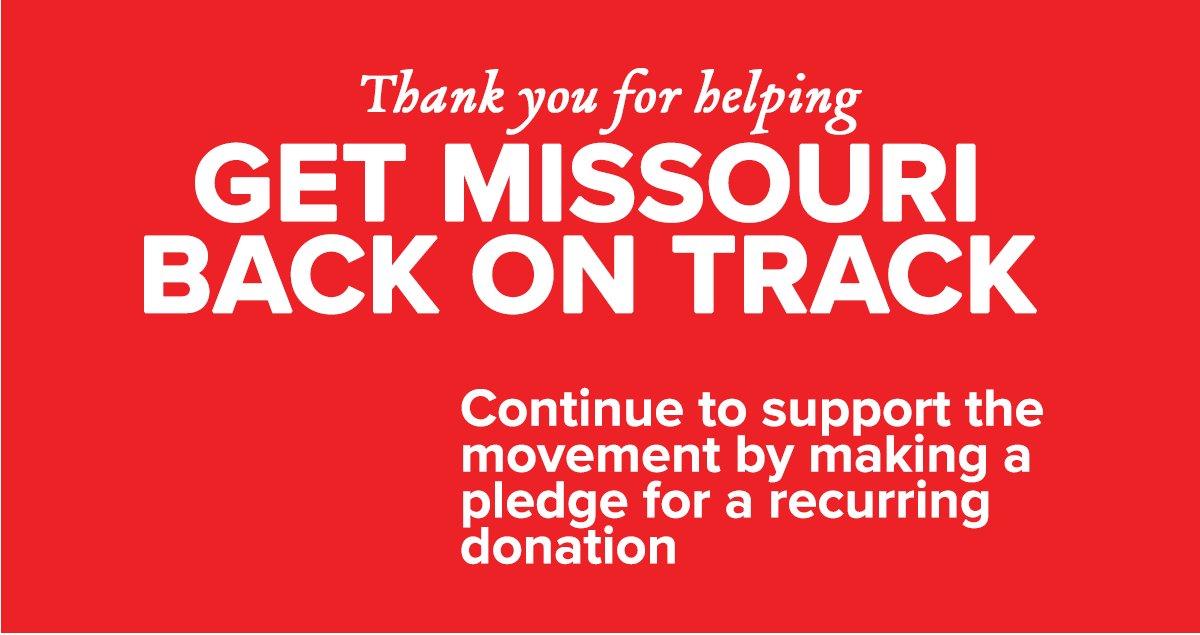 Thank you for helping
GET MISSOURI
BACK ON TRACK
Continue to support the
movement by making a
pledge for a recurring
donation